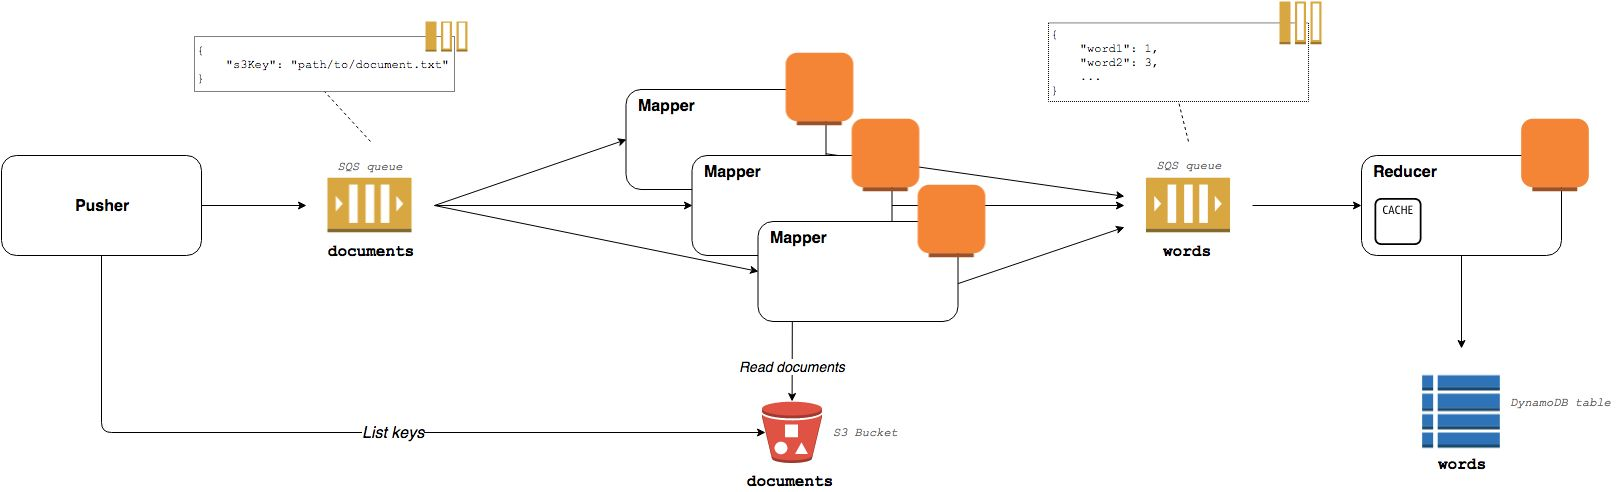 {
"s3Key": "path/to/document.txt"
}
{
"word1": 1,
"word2": 3,
...
}
Mapper
SQS queue
SQS queue
Mapper
Reducer
Pusher
CACHE
Mapper
documents
words
Read documents
List keys
S3 Bucket
DynamoDB table
documents
words